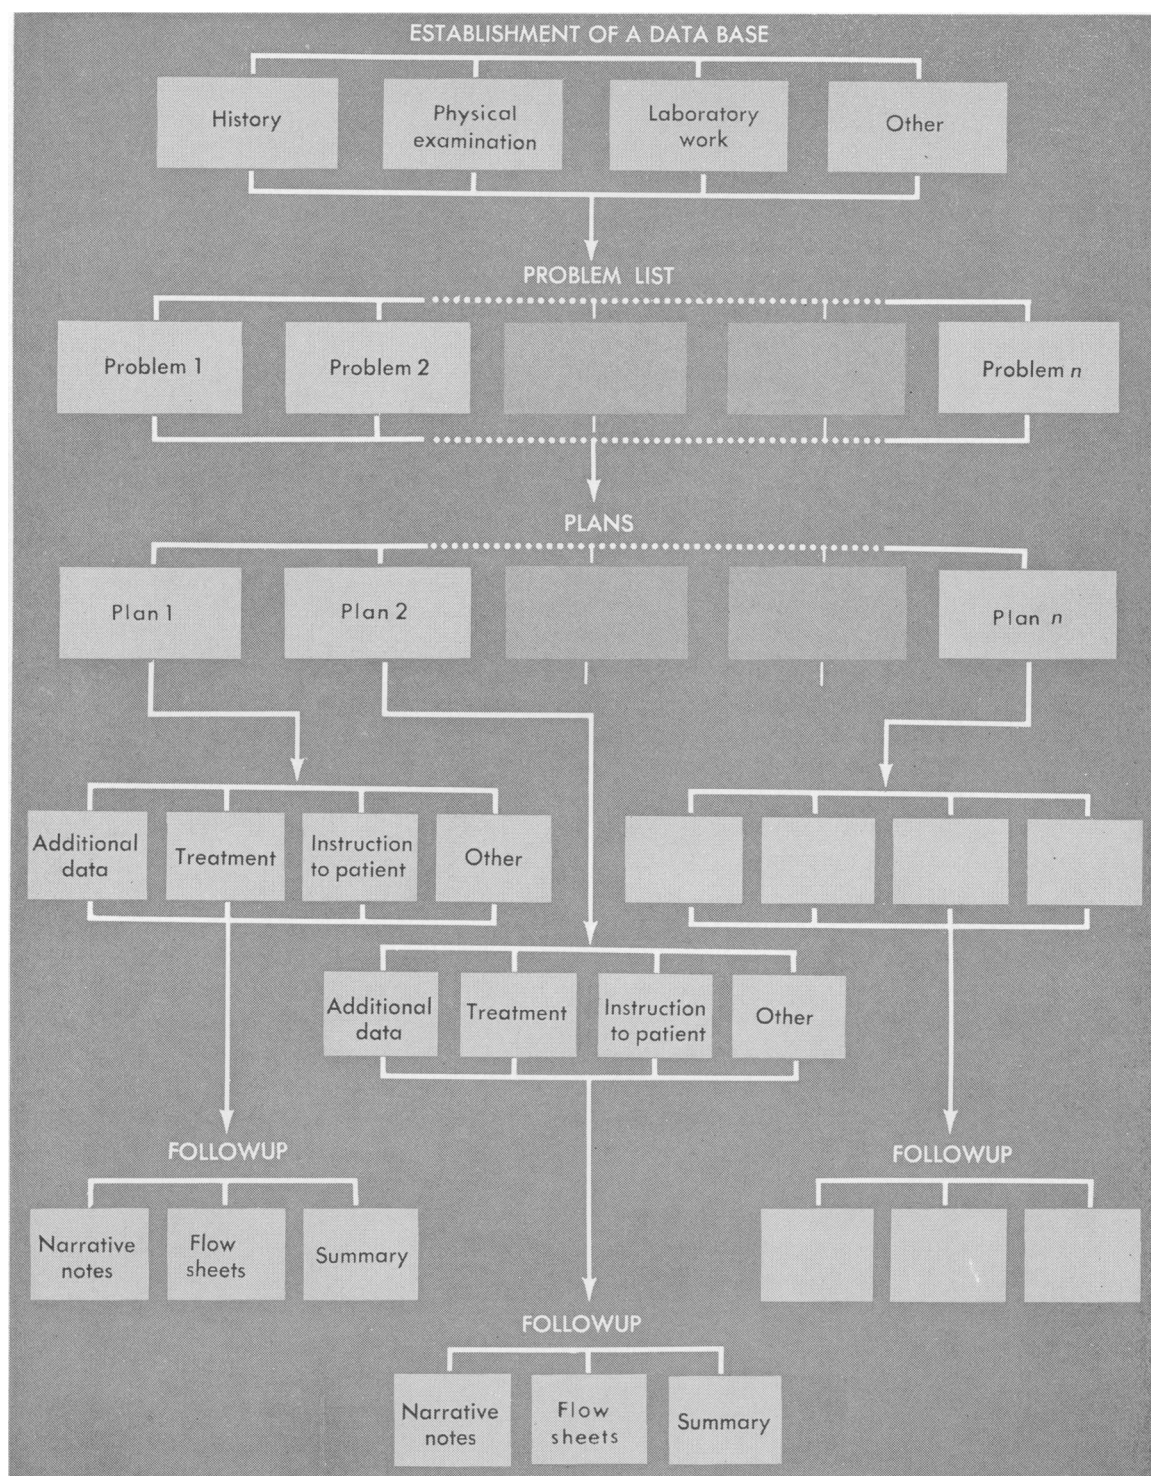 ESTABLISHMENT OF A DATA BASE
History
Physical
examination
Laboratory
work
Other
PROBLEM LIST
Problem 1
Problem 2
Problem n
PLANS
Plan 1
Plan 2
Plan n
Additional
data
Treatment
Instruction
to patient
Other
Additional
data
Treatment
Instruction
to patient
Other
FOLLOWUP
Narrative
notes
Flow
sheets
Summary
FOLLOWUP
FOLLOWUP
Narrative
notes
Flow
sheets
Summary